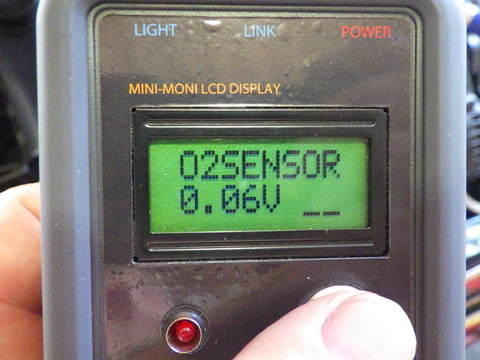 LIGHT LINK POWER
MINI-MONI LCD DISPLAY
O2SENSOR
0.06V __